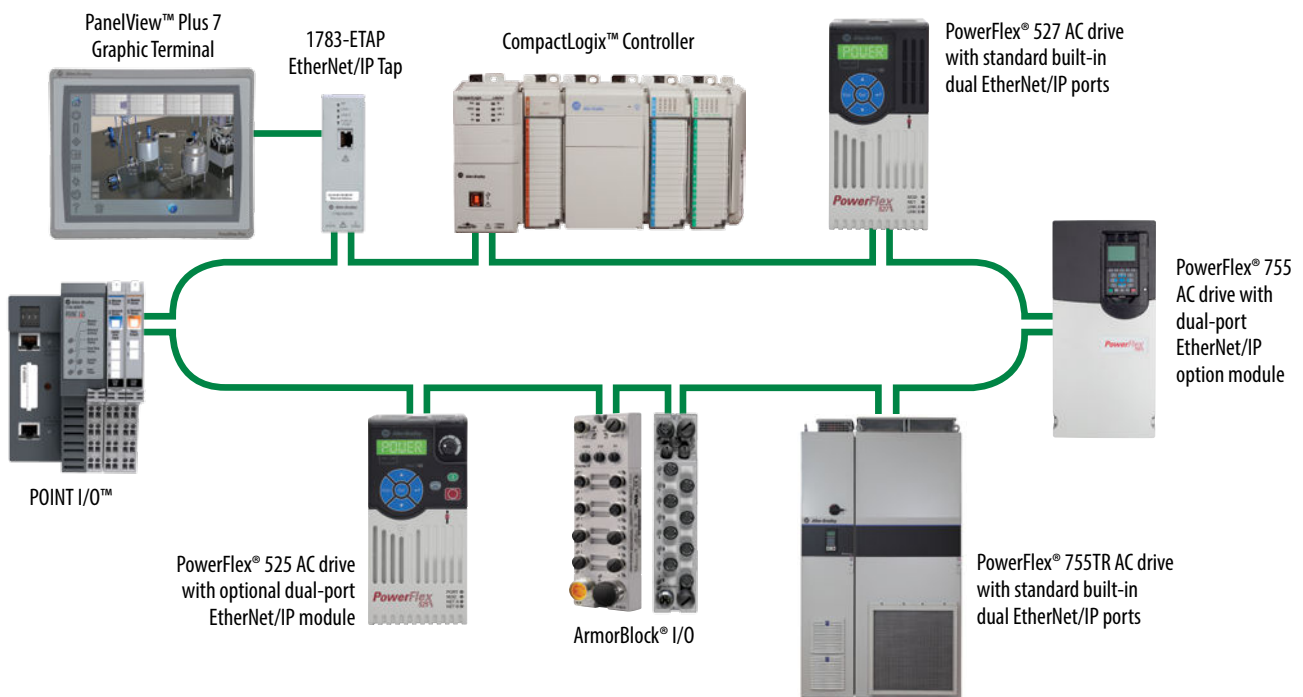 PanelView™ Plus 7
Graphic Terminal
1783-ETAP
EtherNet/IP Tap
CompactLogix™ Controller
PowerFlex® 527 AC drive
with standard built-in
dual EtherNet/IP ports
POWER
PowerFlex
527
PowerFlex® 755
AC drive with
dual-port
EtherNet/IP
option module
PowerFlex
POINT I/O™
PowerFlex® 525 AC drive
with optional dual-port
EtherNet/IP module
POWER
PowerFlex
525
ArmorBlock® I/O
PowerFlex® 755TR AC drive
with standard built-in
dual EtherNet/IP ports